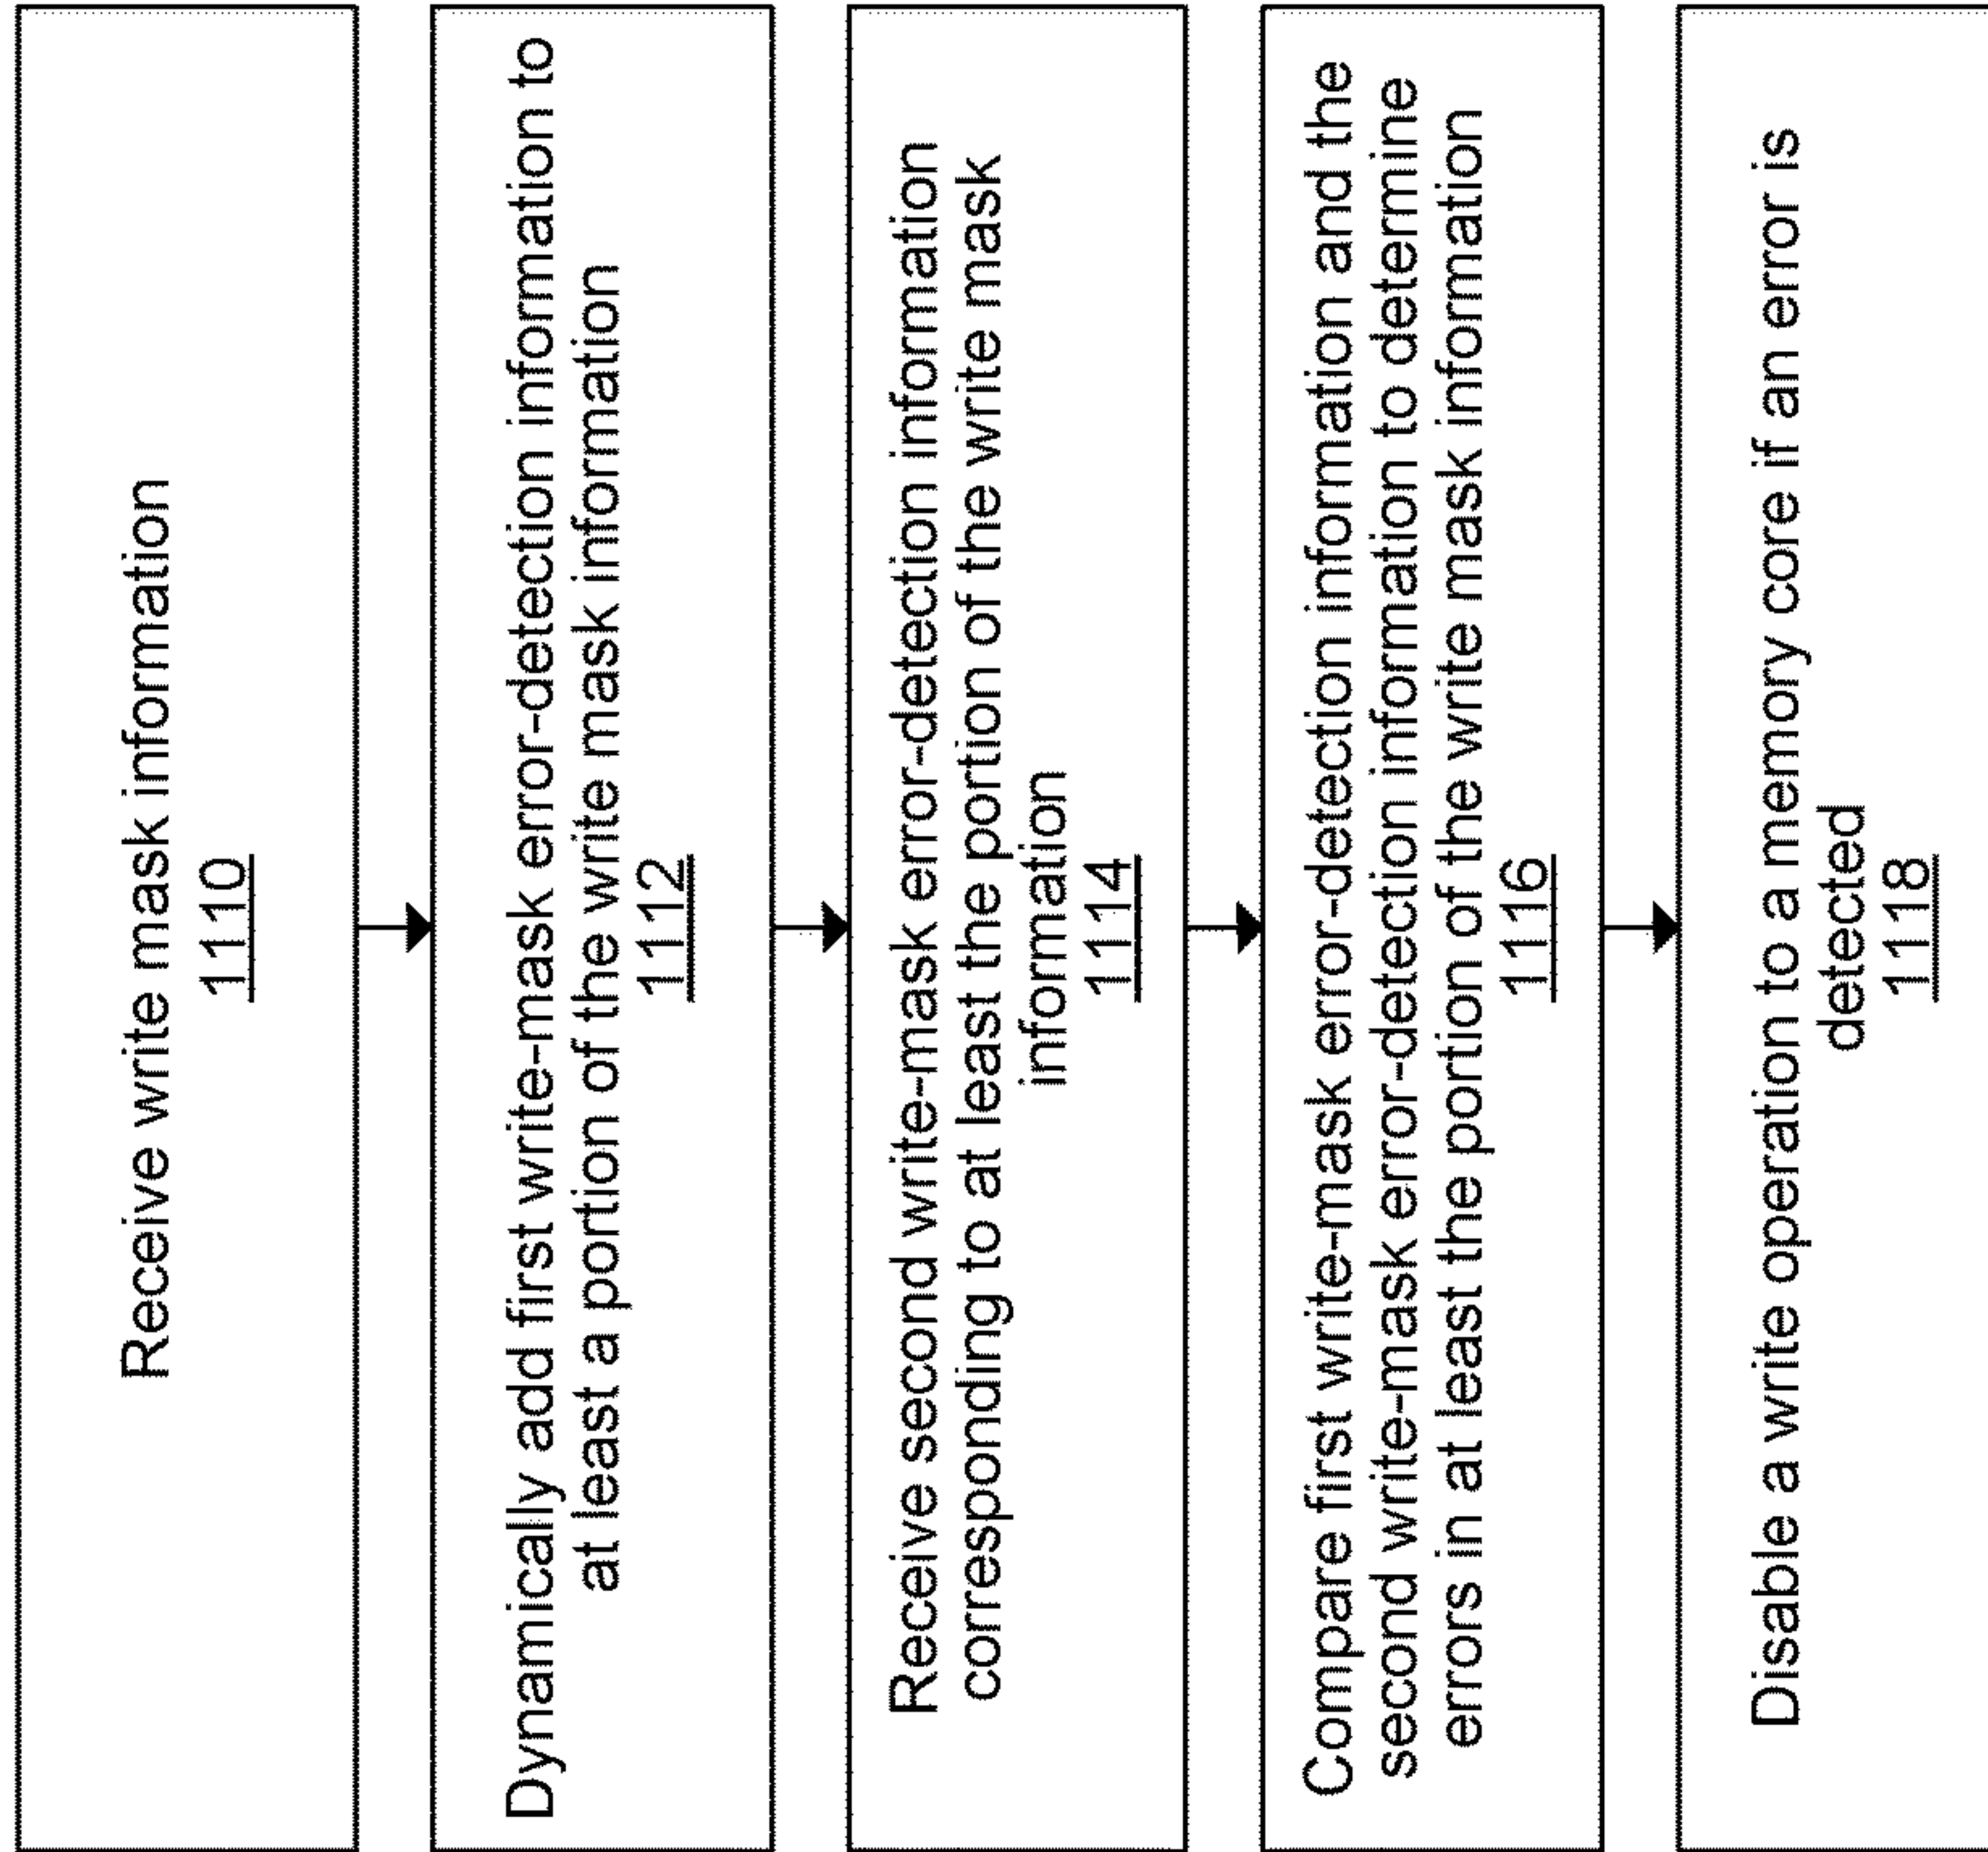 Receive write mask information
1110
Dynamically add first write-mask error-detection information to
at least a portion of the write mask information
1112
Receive second write-mask error-detection information
corresponding to at least the portion of the write mask
information
1114
Compare first write-mask error-detection information and the
second write-mask error-detection information to determine
errors in at least the portion of the write mask information
1116
Disable a write operation to a memory core if an error is
detected
1118